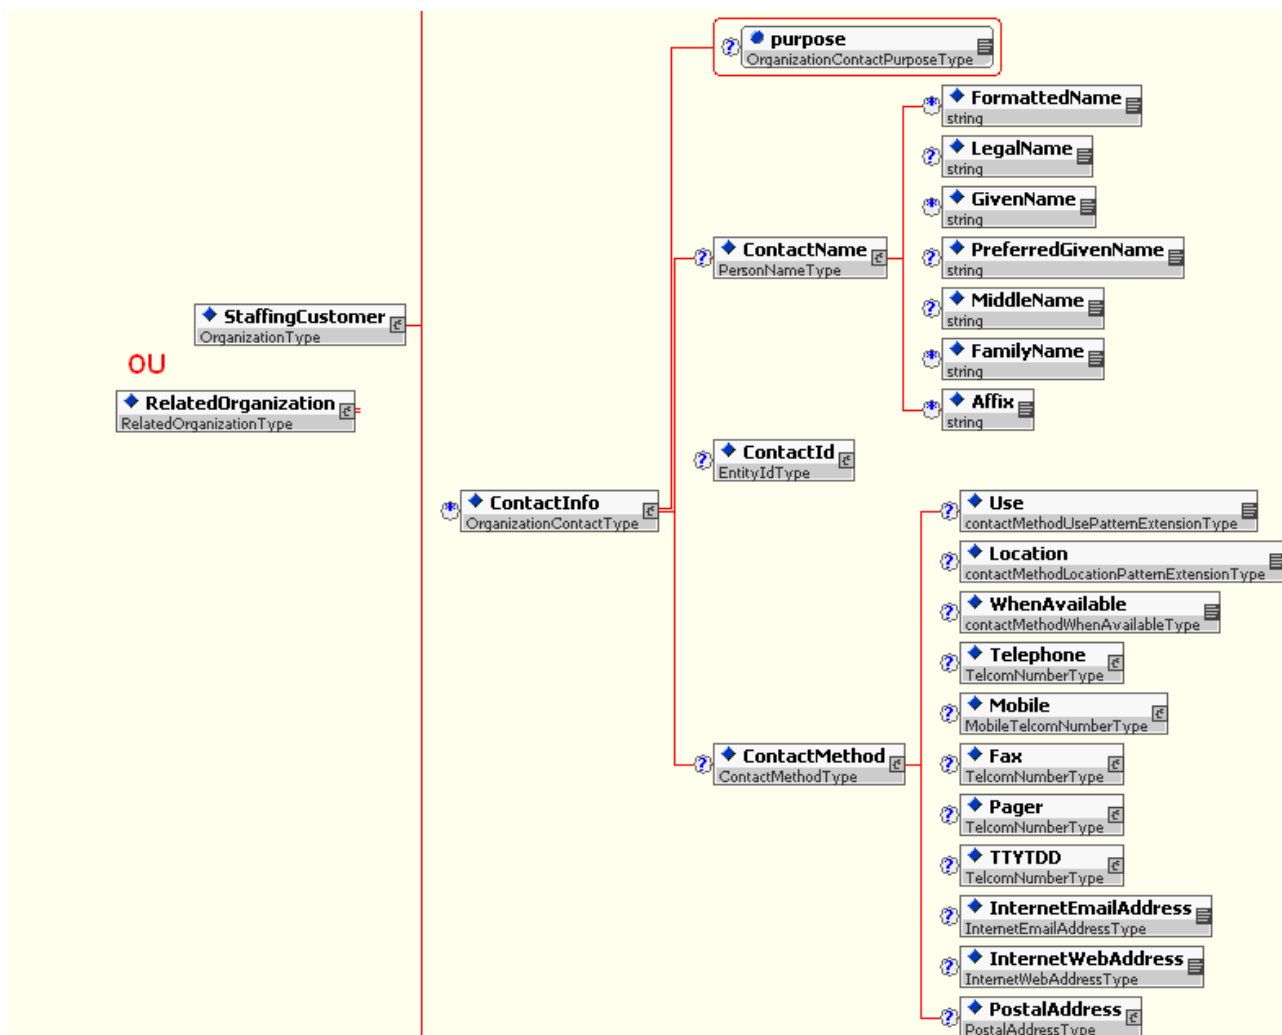 purpose
OrganizationContactPurposeType
FormattedName
string
LegalName
string
GivenName
string
ContactName
PersonNameType
PreferredGivenName
string
MiddleName
string
StaffingCustomer
OrganizationType
FamilyName
string
OU
RelatedOrganization
RelatedOrganizationType
Affix
string
ContactId
EntityIdType
ContactInfo
OrganizationContactType
Use
contactMethodUsePatternExtensionType
Location
contactMethodLocationPatternExtensionType
WhenAvailable
contactMethodWhenAvailableType
Telephone
TelcomNumberType
Mobile
MobileTelcomNumberType
ContactMethod
ContactMethodType
Fax
TelcomNumberType
Pager
TelcomNumberType
TTYTDD
TelcomNumberType
InternetEmailAddress
InternetEmailAddressType
InternetWebAddress
InternetWebAddressType
PostalAddress
PostalAddressType